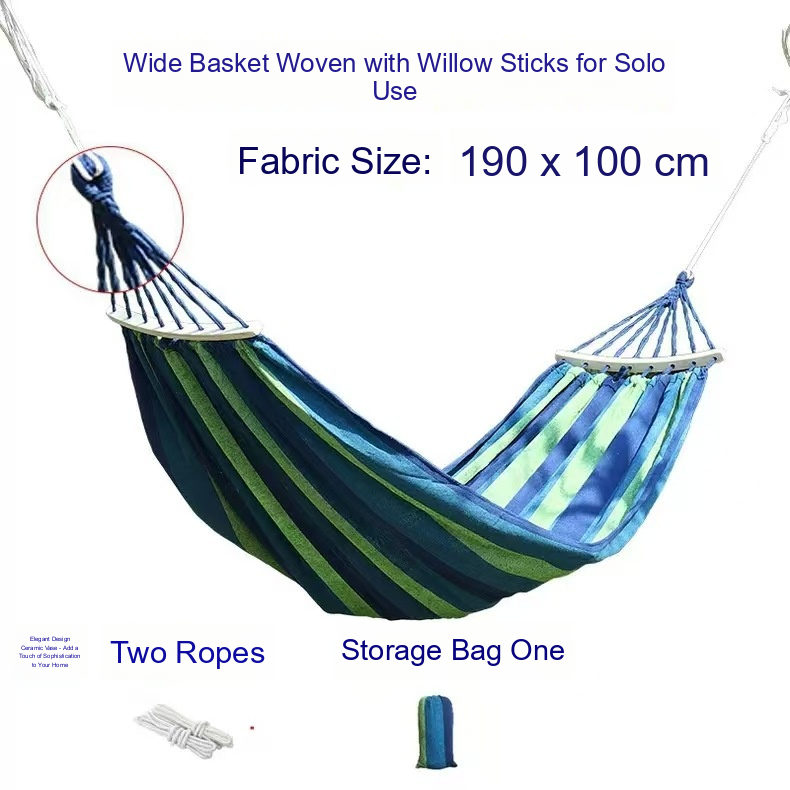 Wide Basket Woven with Willow Sticks for Solo
Use
Fabric Size: 190 x 100 cm
Elegant Design
Ceramic Vase - Add a
Touch of Sophistication
to Your Home
Two Ropes
Storage Bag One